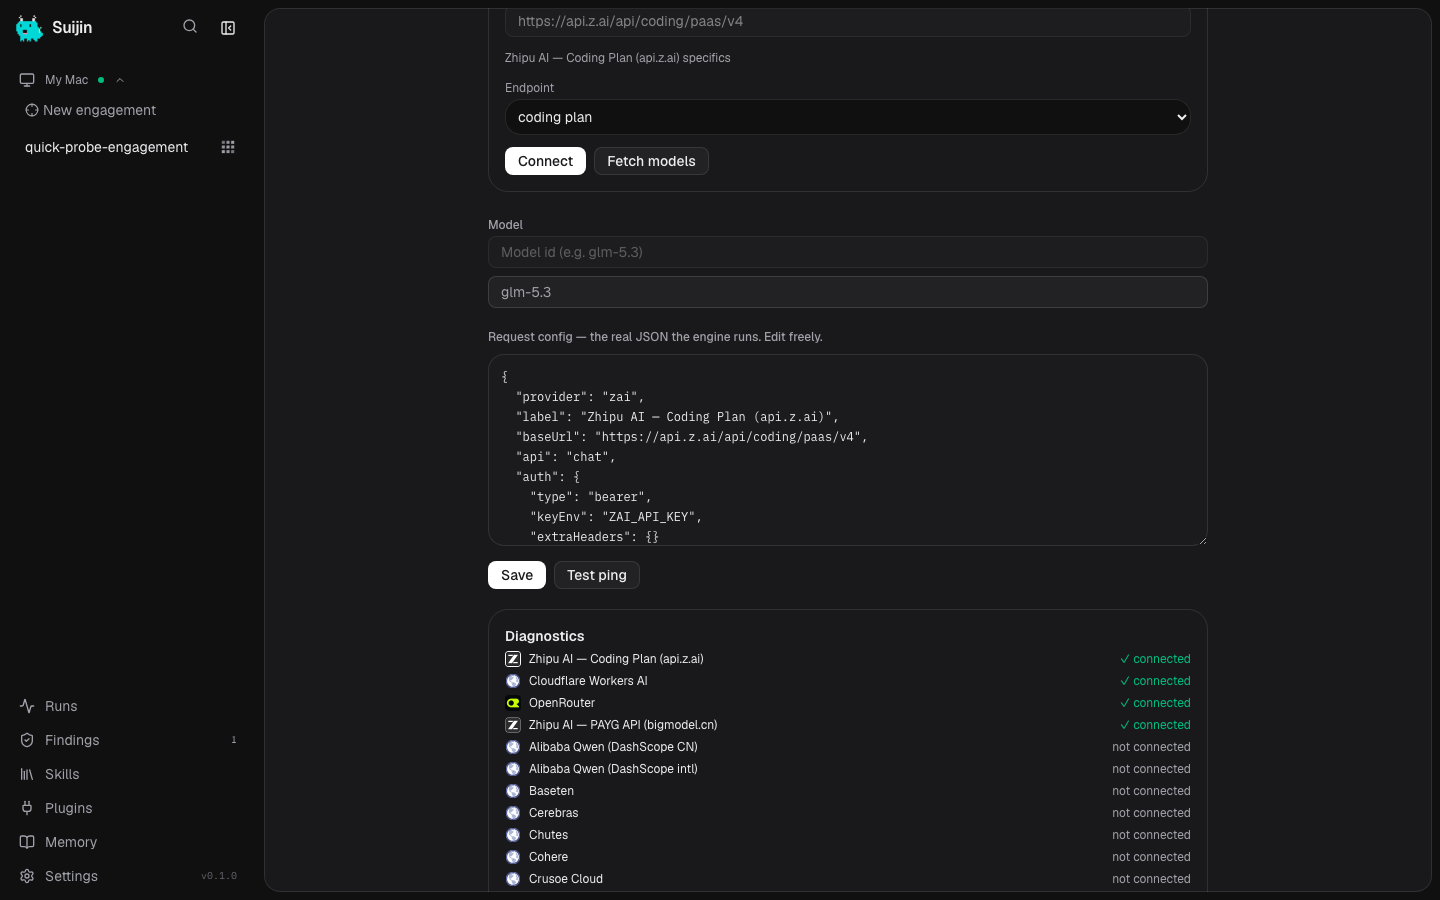 Suijin
My Mac
New engagement
quick-probe-engagement
Runs
Findings 1
Skills
Plugins
Memory
Settings v0.1.0
https://api.z.ai/api/coding/paas/v4
Zhipu AI — Coding Plan (api.z.ai) specifics
Endpoint
coding plan
Connect Fetch models
Model
Model id (e.g. glm-5.3)
glm-5.3
Request config — the real JSON the engine runs. Edit freely.
{
"provider": "zai",
"label": "Zhipu AI — Coding Plan (api.z.ai)",
"baseUrl": "https://api.z.ai/api/coding/paas/v4",
"api": "chat",
"auth": {
"type": "bearer",
"keyEnv": "ZAI_API_KEY",
"extraHeaders": {}
Save Test ping
Diagnostics
Zhipu AI — Coding Plan (api.z.ai) ✓ connected
Cloudflare Workers AI ✓ connected
OpenRouter ✓ connected
Zhipu AI — PAYG API (bigmodel.cn) ✓ connected
Alibaba Qwen (DashScope CN) not connected
Alibaba Qwen (DashScope intl) not connected
Baseten not connected
Cerebras not connected
Chutes not connected
Cohere not connected
Crusoe Cloud not connected